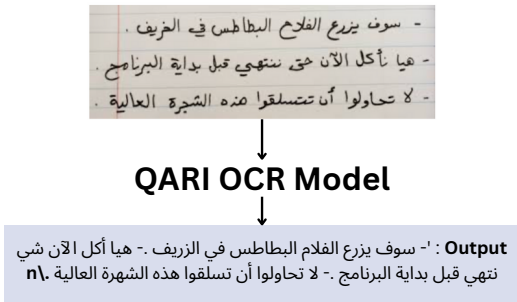 - سوف يزرع الفلاح البطاطس في الخريف .
- هيا نأكل الآن حتى ننتهي قبل بداية البرنامج .
- لا تحاولوا أن تتسلقوا هذه الشجرة العالية .
QARI OCR Model
Output : '- سوف يزرع الفلام البطاطس في الزريف .- هيا أكل الآن شي
نتهي قبل بداية البرنامج .- لا تحاولوا أن تسلقوا هذه الشهرة العالية .\n